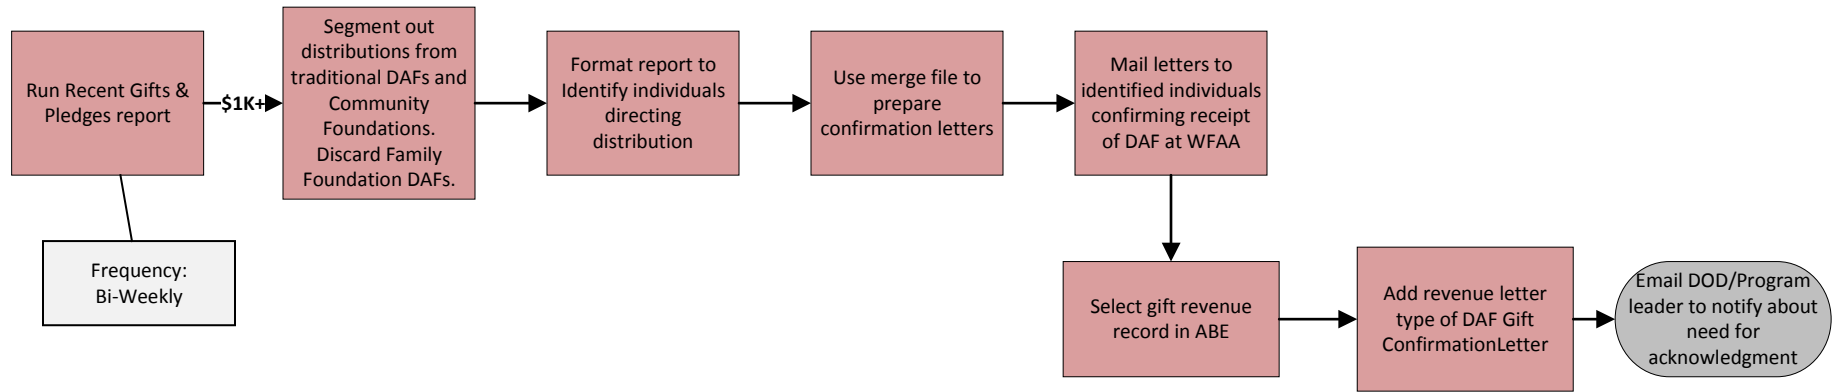 Run Recent Gifts &
Pledges report
$1K+
Segment out
distributions from
traditional DAFs and
Community
Foundations.
Discard Family
Foundation DAFs.
Format report to
Identify individuals
directing
distribution
Use merge file to
prepare
confirmation letters
Mail letters to
identified individuals
confirming receipt
of DAF at WFAA
Frequency:
Bi-Weekly
Select gift revenue
record in ABE
Add revenue letter
type of DAF Gift
ConfirmationLetter
Email DOD/Program
leader to notify about
need for
acknowledgment